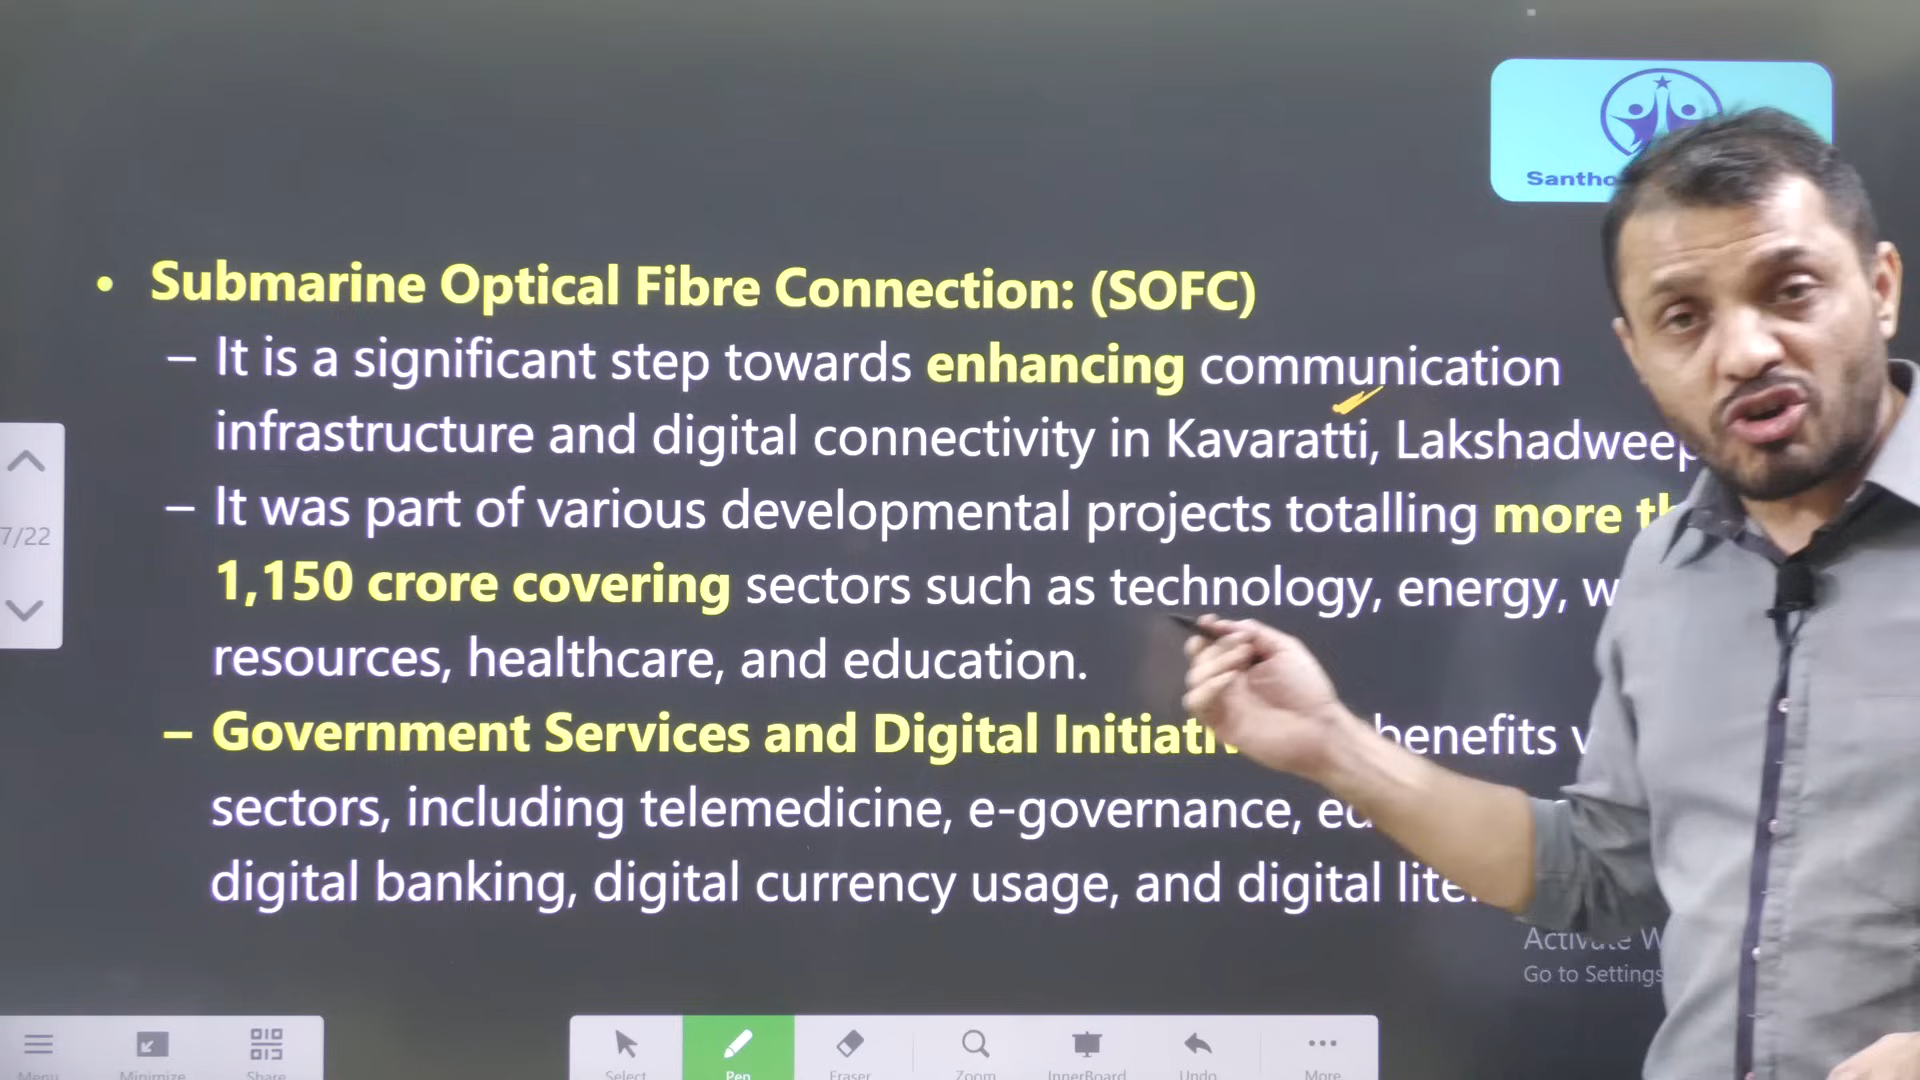 Santho
• Submarine Optical Fibre Connection: (SOFC)
– It is a significant step towards enhancing communication
infrastructure and digital connectivity in Kavaratti, Lakshadweep
– It was part of various developmental projects totalling more
1,150 crore covering sectors such as technology, energy,
resources, healthcare, and education.
– Government Services and Digital benefits
sectors, including telemedicine, e-governance,
digital banking, digital currency usage, and digital
7/22
Activate
Go to Settings
Menu Minimize Share Select Pen Eraser Zoom InnerBoard Undo More